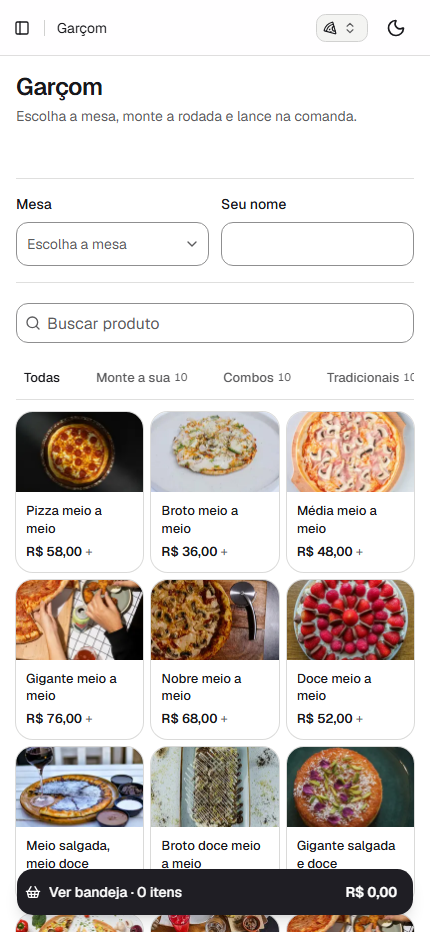 Garçom
Garçom
Escolha a mesa, monte a rodada e lance na comanda.
Mesa
Seu nome
Escolha a mesa
Buscar produto
Todas
Monte a sua 10
Combos 10
Tradicionais 10
Pizza meio a
meio
R$ 58,00 +
Broto meio a
meio
R$ 36,00 +
Média meio a
meio
R$ 48,00 +
Gigante meio a
meio
R$ 76,00 +
Nobre meio a
meio
R$ 68,00 +
Doce meio a
meio
R$ 52,00 +
Meio salgada,
meio doce
Broto doce meio
a meio
Gigante salgada
e doce
Ver bandeja · 0 itens
R$ 0,00